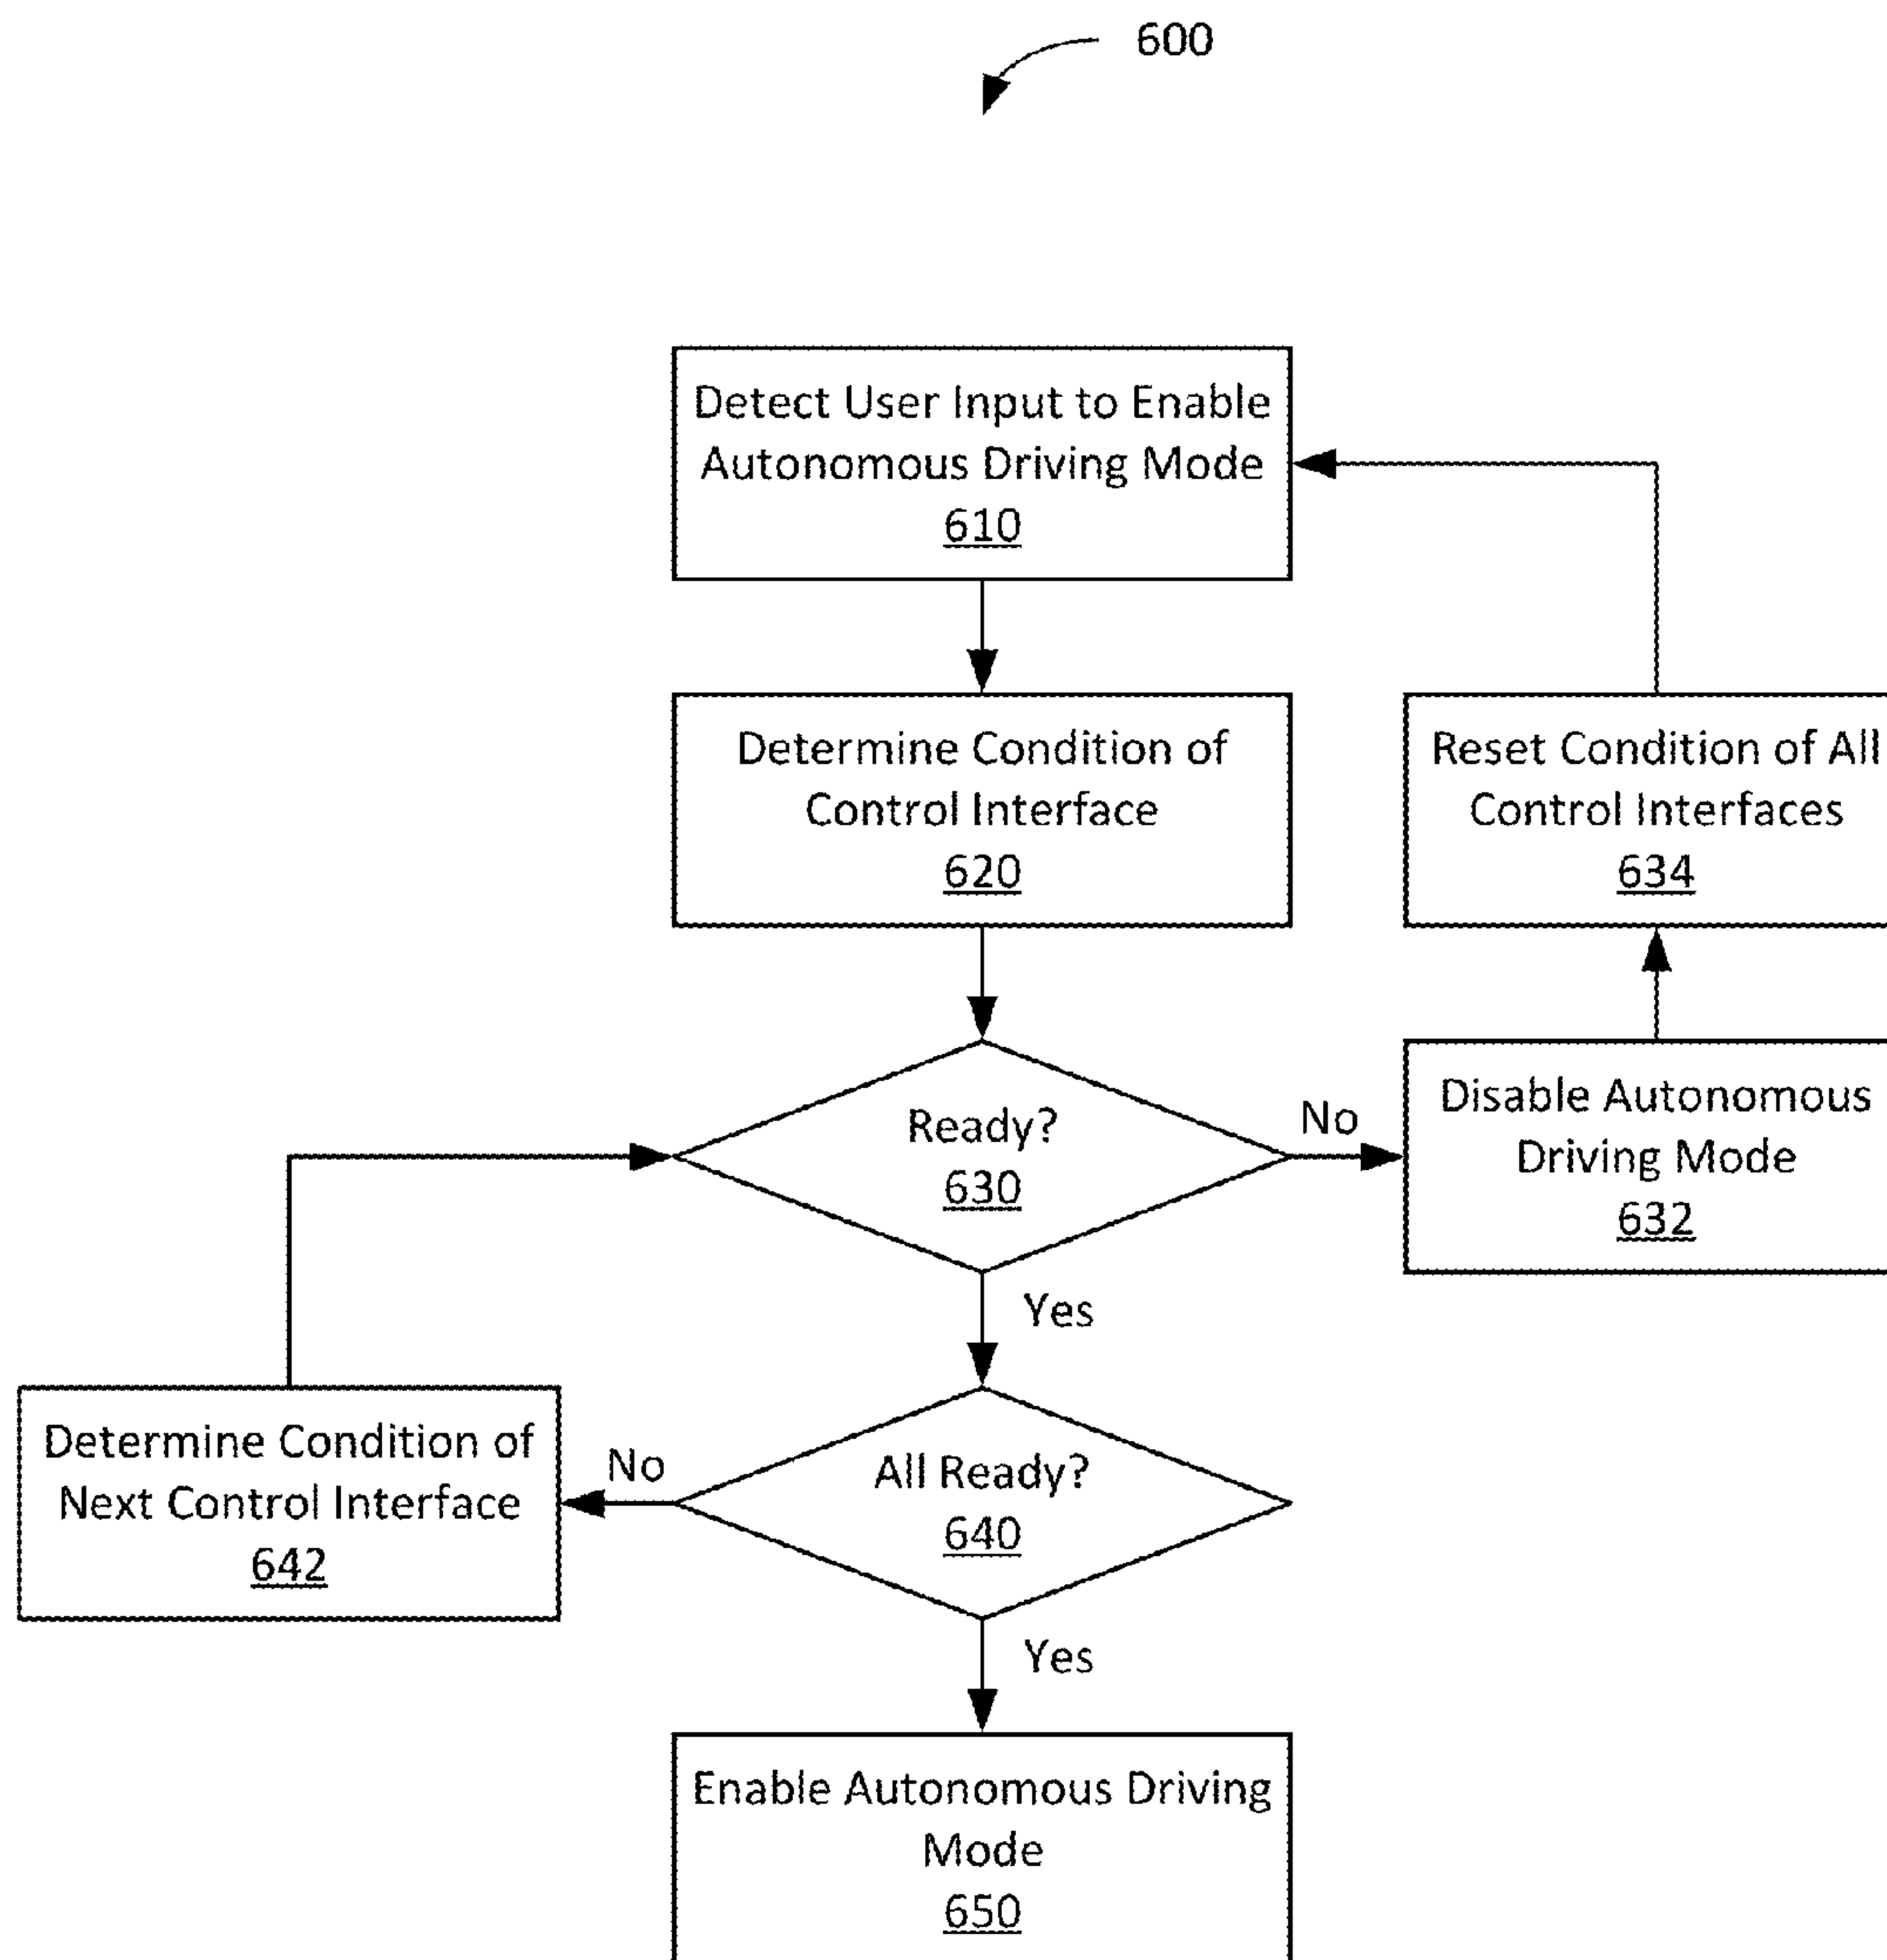 600
Detect User Input to Enable
Autonomous Driving Mode
610
Determine Condition of
Control Interface
620
Reset Condition of All
Control Interfaces
634
Ready?
630
No
Disable Autonomous
Driving Mode
632
Yes
All Ready?
640
No
Determine Condition of
Next Control Interface
642
Yes
Enable Autonomous Driving
Mode
650